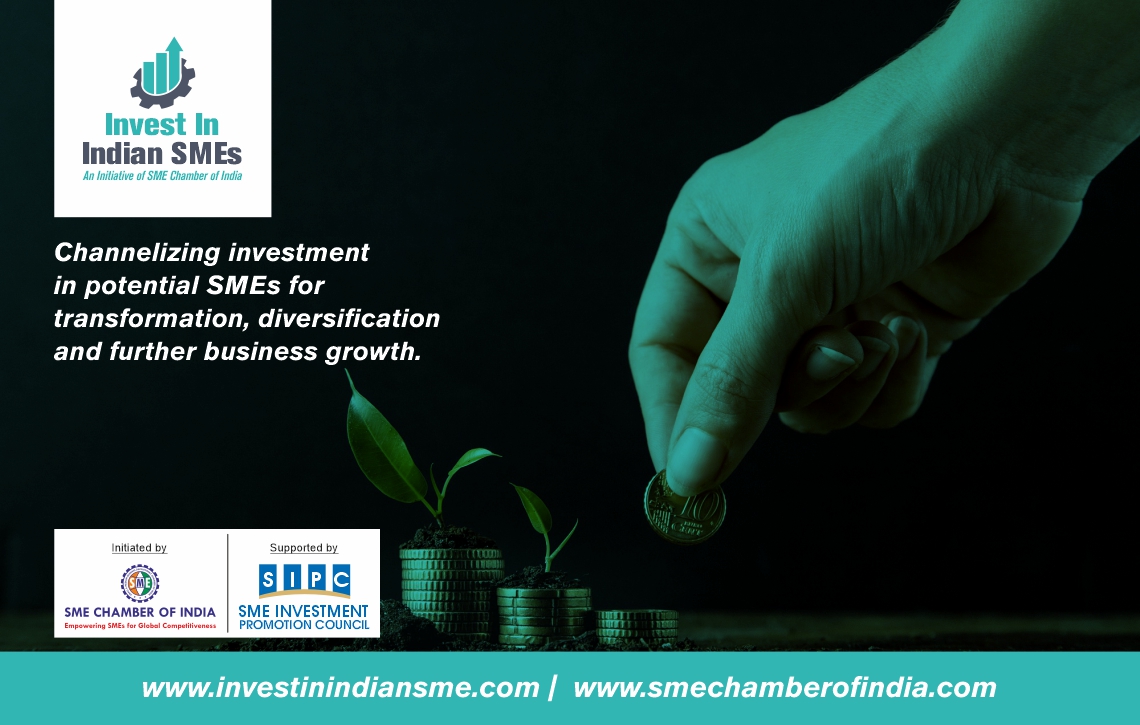 Invest In
Indian SMEs
An Initiative of SME Chamber of India
Channelizing investment
in potential SMEs for
transformation, diversification
and further business growth.
10
CENT
Initiated by
SME
SME CHAMBER OF INDIA
Empowering SMEs for Global Competitiveness
Supported by
SIPC
SME INVESTMENT
PROMOTION COUNCIL
www.investinindiansme.com | www.smechamberofindia.com